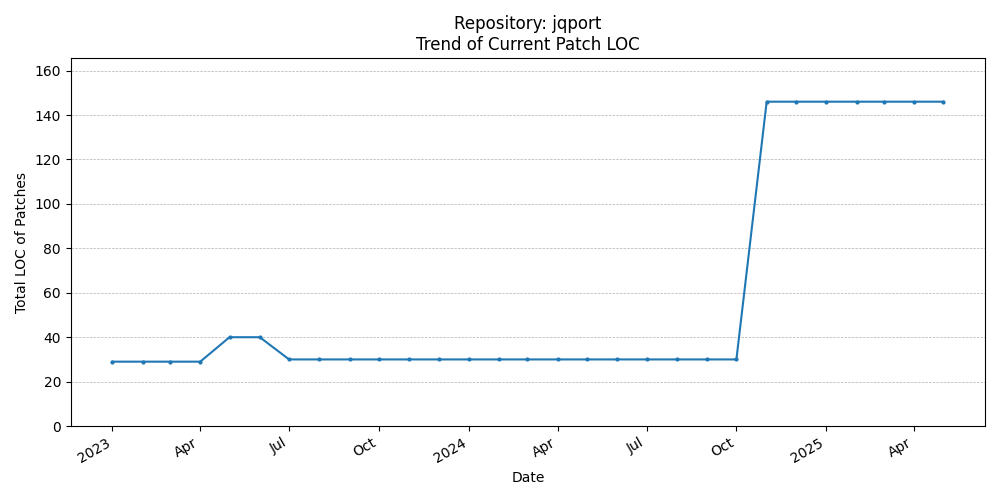 Repository: jqport
Trend of Current Patch LOC
160
140
120
100
80
60
40
20
0
Total LOC of Patches
2023
Apr
Jul
Oct
2024
Apr
Jul
Oct
2025
Apr
Date